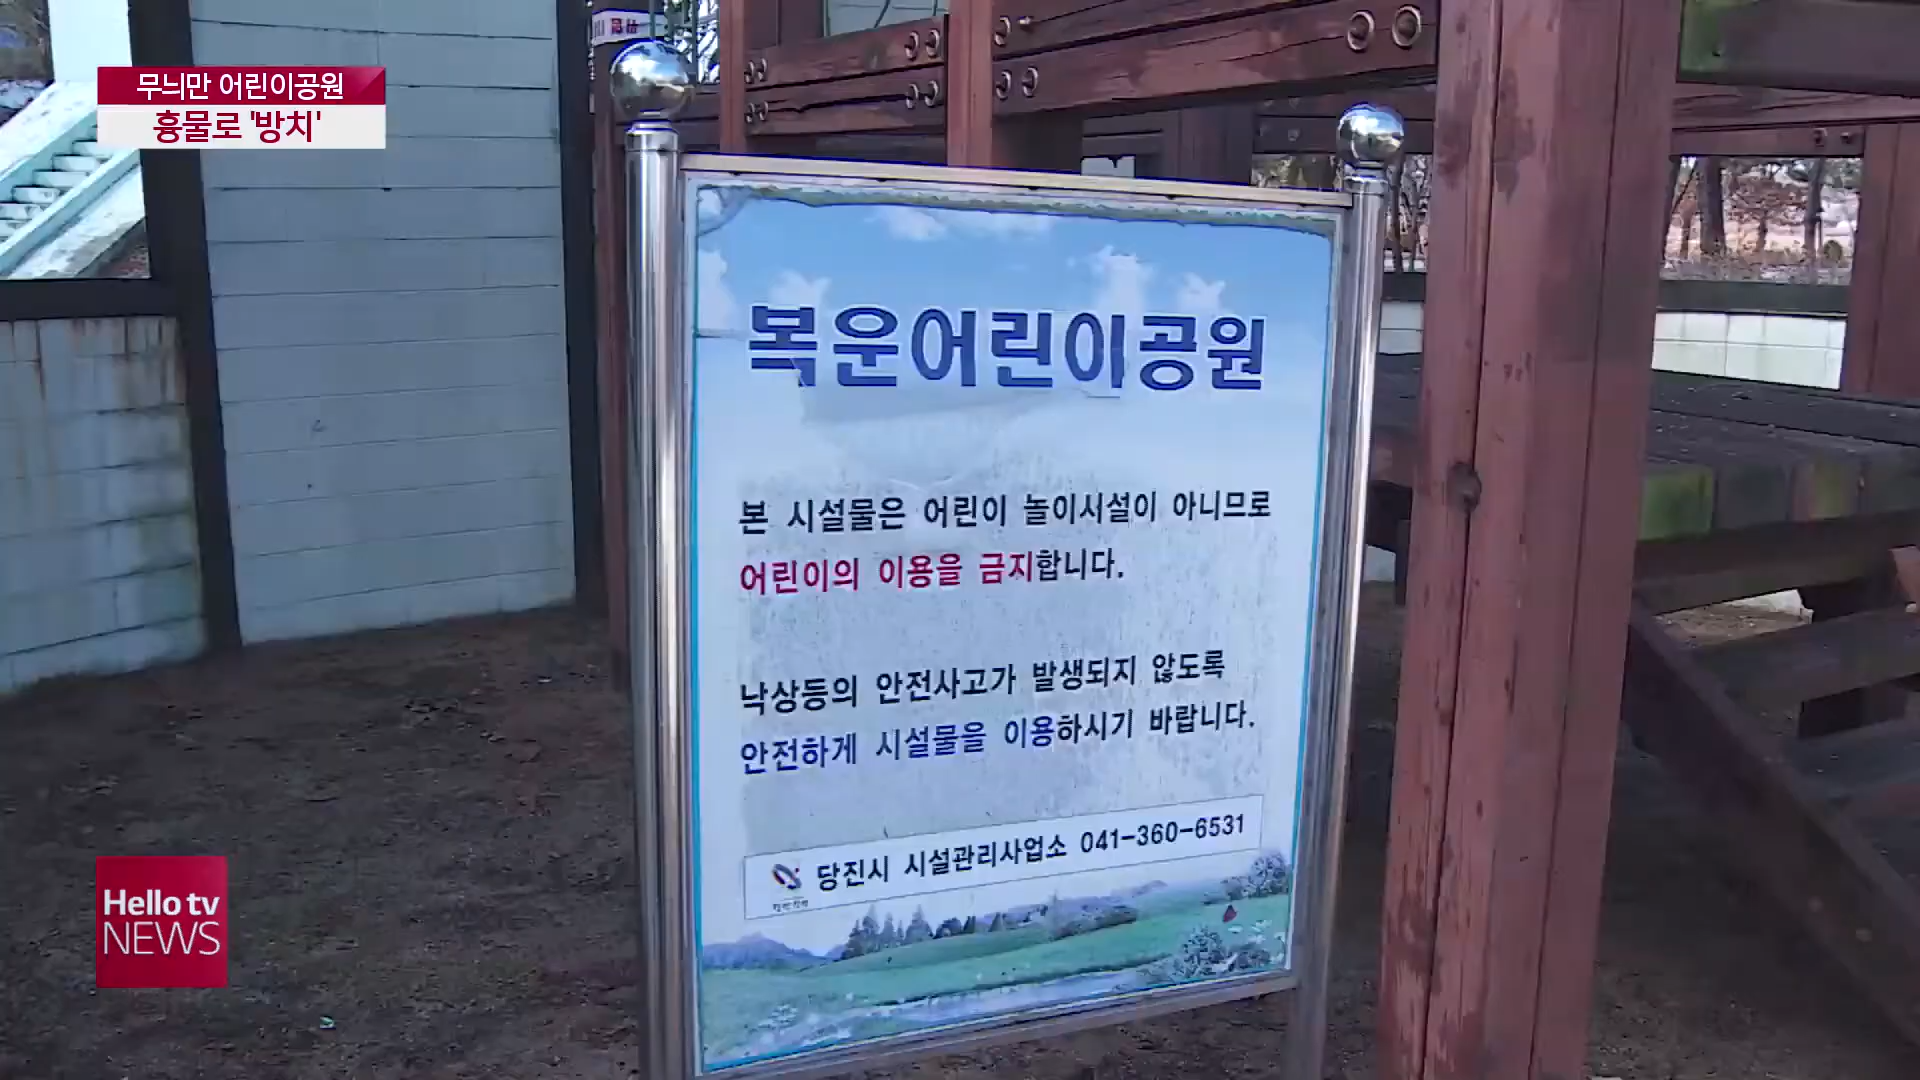 무늬만 어린이공원
흉물로 '방치'
복운어린이공원
본 시설물은 어린이 놀이시설이 아니므로
어린이의 이용을 금지합니다.
낙상등의 안전사고가 발생되지 않도록
안전하게 시설물을 이용하시기 바랍니다.
당진시 시설관리사업소 041-360-6531
Hello tv
NEWS